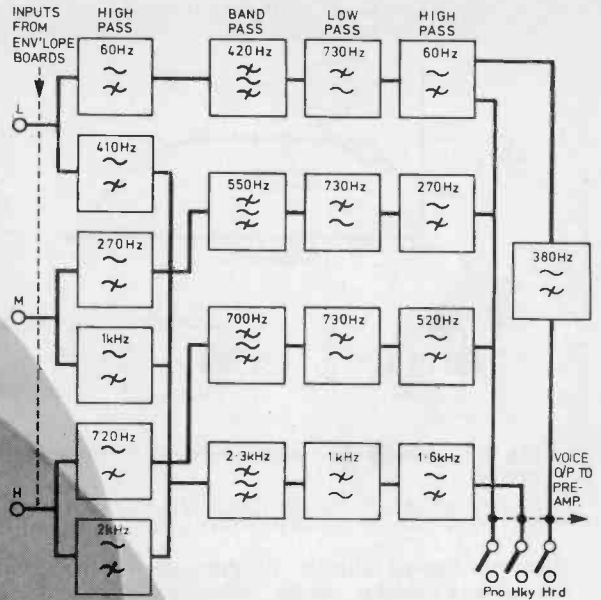 INPUTS
FROM
ENV'LOPE
BOARDS
HIGH
PASS
BAND
PASS
LOW
PASS
HIGH
PASS
L
60Hz
420Hz
730Hz
60Hz
410Hz
M
270Hz
550Hz
730Hz
270Hz
380Hz
1kHz
700Hz
730Hz
520Hz
H
720Hz
2·3kHz
1kHz
1·6kHz
2kHz
VOICE
O/P TO
PRE-
AMP.
Pno Hky Hrd